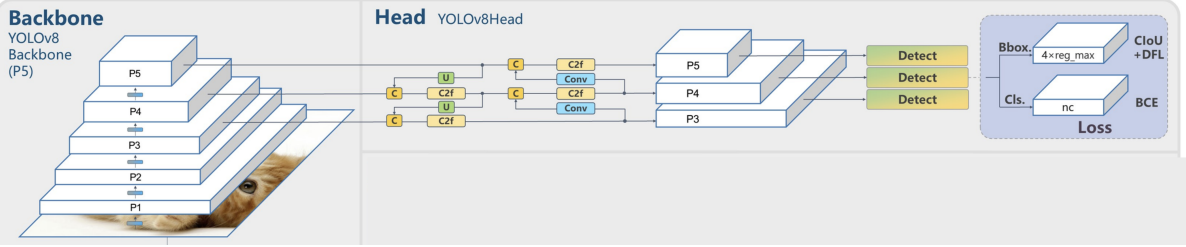 Backbone
YOLOv8
Backbone
(P5)
P5
P4
P3
P2
P1
Head YOLOv8Head
C
C2f
U
Conv
C
C2f
C
C2f
U
Conv
C
C2f
P5
P4
P3
Detect
Detect
Detect
Bbox.
4×reg_max
CIoU
+DFL
Cls.
nc
BCE
Loss